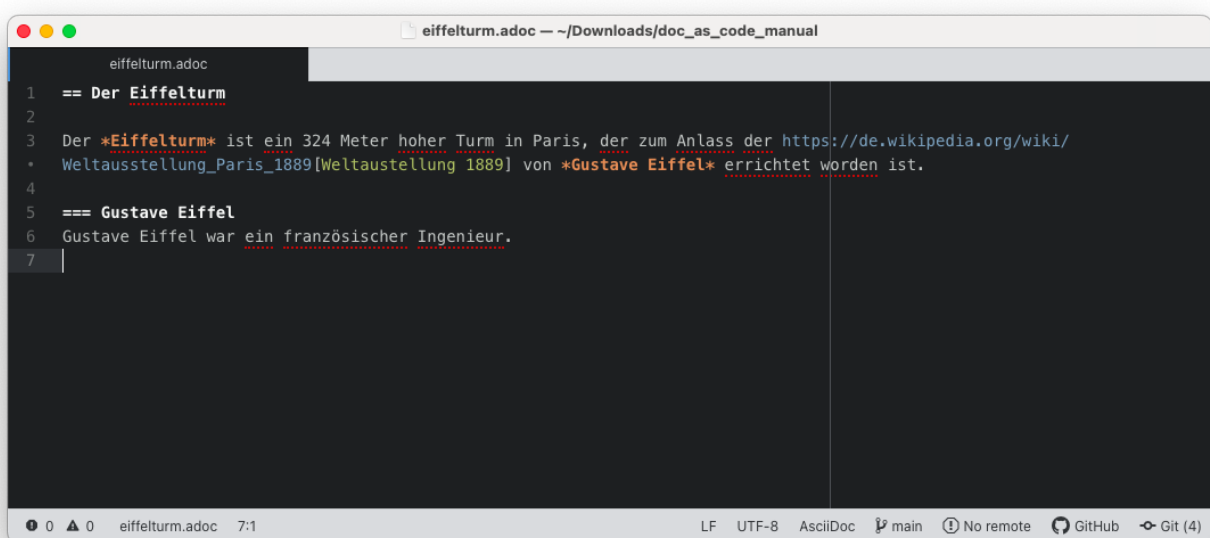 eiffelturm.adoc — ~/Downloads/doc_as_code_manual
eiffelturm.adoc
1 == Der Eiffelturm
2
3 Der *Eiffelturm* ist ein 324 Meter hoher Turm in Paris, der zum Anlass der https://de.wikipedia.org/wiki/
• Weltausstellung_Paris_1889[Weltaustellung 1889] von *Gustave Eiffel* errichtet worden ist.
4
5 === Gustave Eiffel
6 Gustave Eiffel war ein französischer Ingenieur.
7
0 0 eiffelturm.adoc 7:1 LF UTF-8 AsciiDoc main No remote GitHub Git (4)